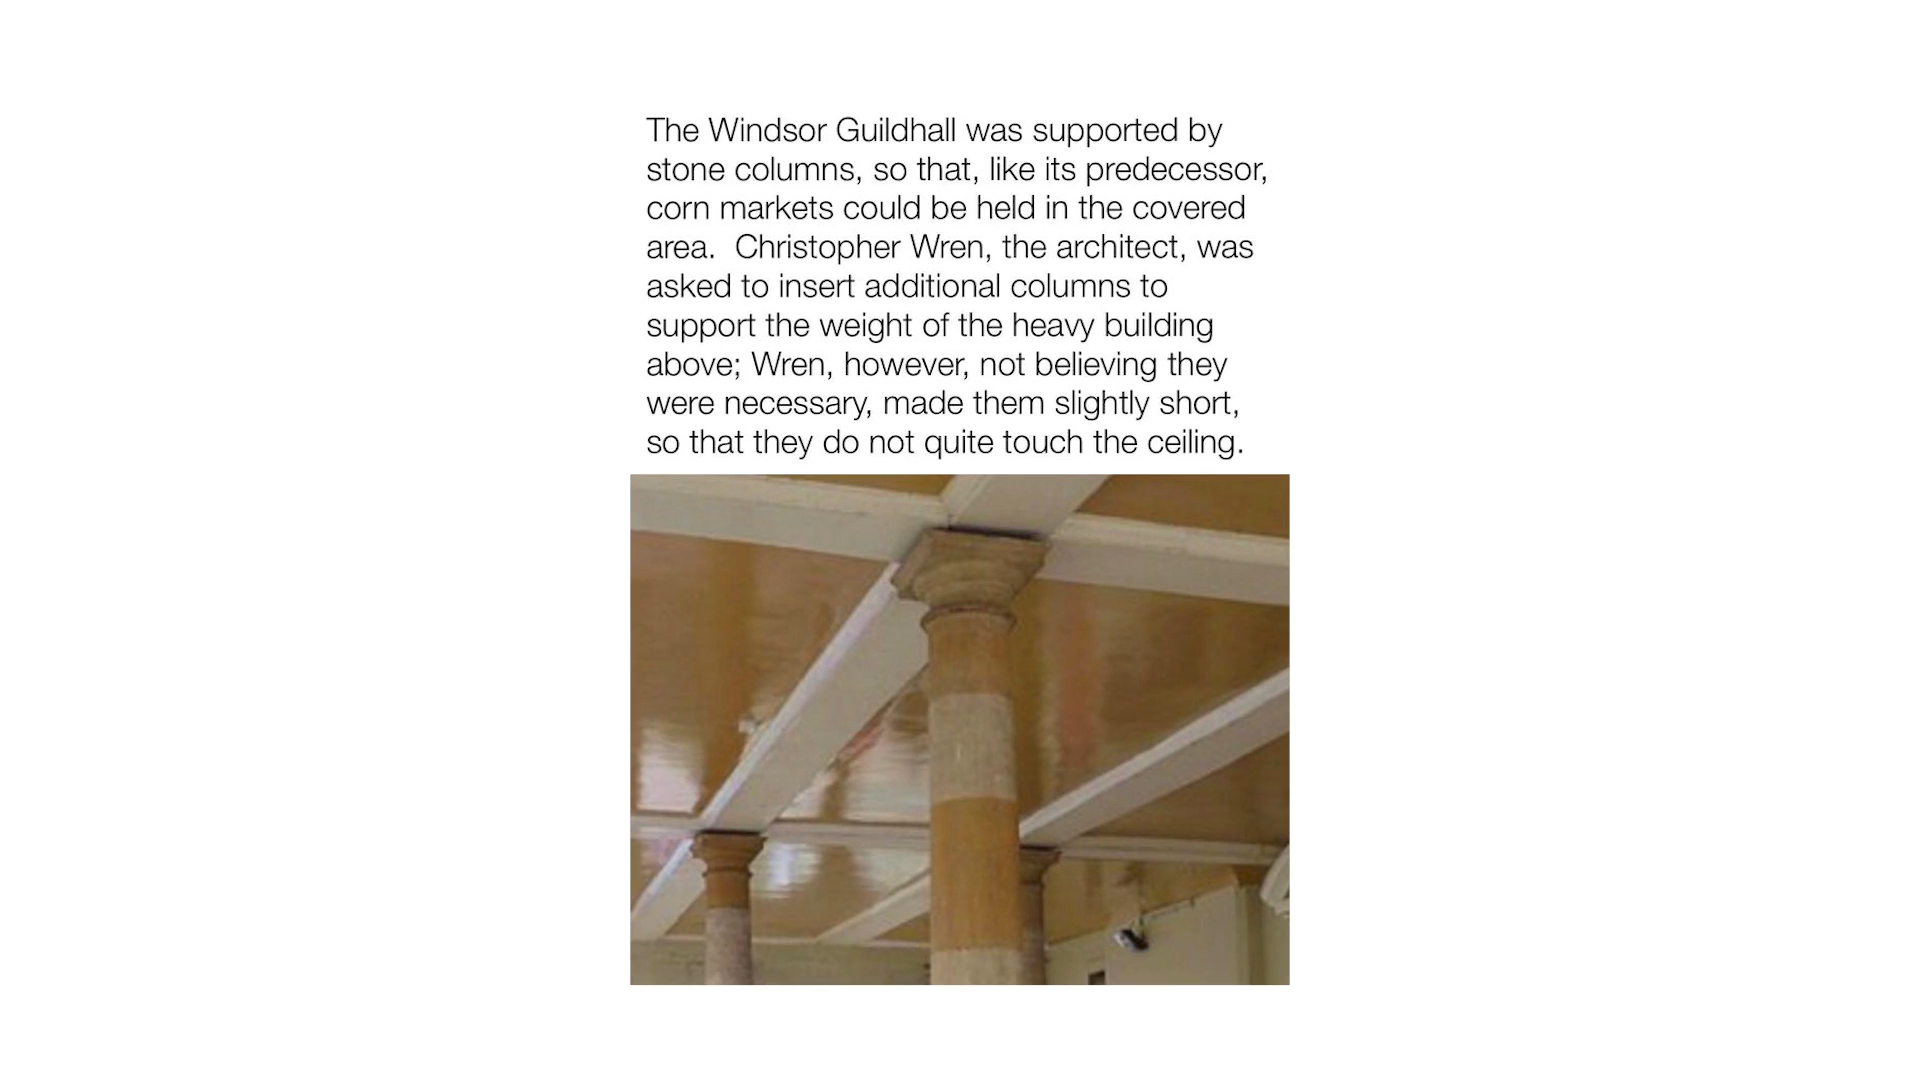 The Windsor Guildhall was supported by
stone columns, so that, like its predecessor,
corn markets could be held in the covered
area.  Christopher Wren, the architect, was
asked to insert additional columns to
support the weight of the heavy building
above; Wren, however, not believing they
were necessary, made them slightly short,
so that they do not quite touch the ceiling.